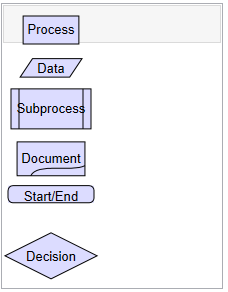 Process
Data
Subprocess
Document
Start/End
Decision